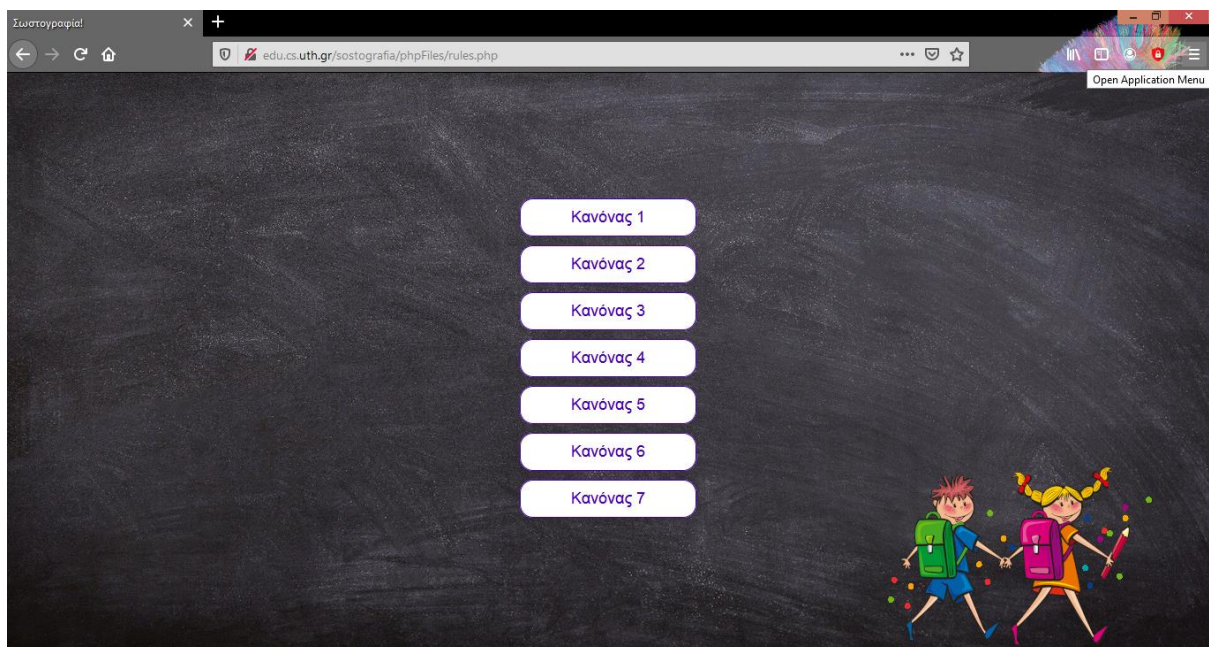 Σωστογραφία!
edu.cs.uth.gr/sostografia/phpFiles/rules.php
Open Application Menu
Κανόνας 1
Κανόνας 2
Κανόνας 3
Κανόνας 4
Κανόνας 5
Κανόνας 6
Κανόνας 7